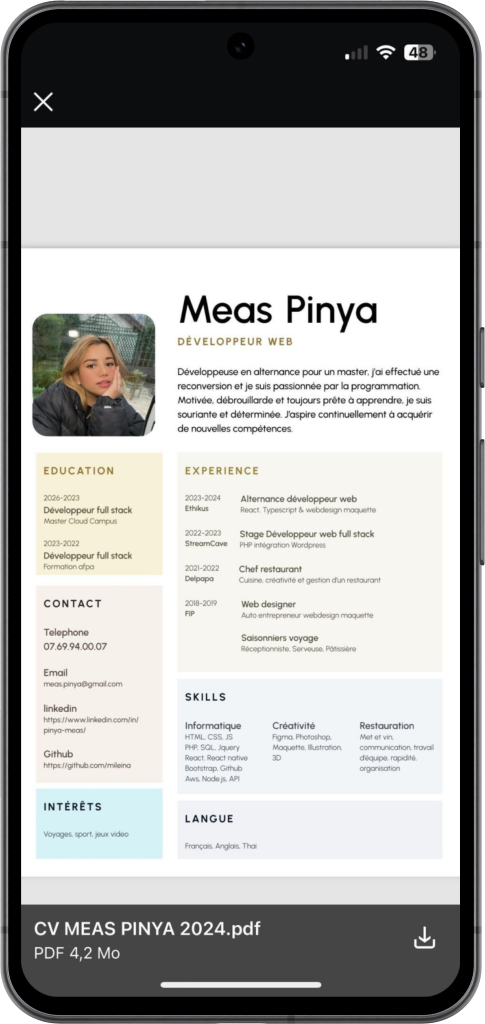 48
Meas Pinya
DÉVELOPPEUR WEB
Développeuse en alternance pour un master, j'ai effectué une
reconversion et je suis passionnée par la programmation.
Motivée, débrouillarde et toujours prête à apprendre, je suis
souriante et déterminée. J'aspire continuellement à acquérir
de nouvelles compétences.
EDUCATION
2026-2023
Développeur full stack
Master Cloud Campus
2023-2022
Développeur full stack
Formation afpa
CONTACT
Telephone
07.69.94.00.07
Email
meas.pinya@gmail.com
linkedin
https://www.linkedin.com/in/
pinya-meas/
Github
https://github.com/mileina
INTÉRÊTS
Voyages, sport, jeux video
EXPERIENCE
2023-2024
Ethikus
Alternance développeur web
React, Typescript & webdesign maquette
2022-2023
StreamCave
Stage Développeur web full stack
PHP intégration Wordpress
2021-2022
Delpapa
Chef restaurant
Cuisine, créativité et gestion d'un restaurant
2018-2019
FIP
Web designer
Auto entrepreneur webdesign maquette
Saisonniers voyage
Réceptionniste, Serveuse, Pâtissière
SKILLS
Informatique
HTML, CSS, JS
PHP, SQL, Jquery
React, React native
Bootstrap, Github
Aws, Node.js, API
Créativité
Figma, Photoshop,
Maquette, Illustration,
3D
Restauration
Met et vin,
communication, travail
d'équipe, rapidité,
organisation
LANGUE
Français, Anglais, Thai
CV MEAS PINYA 2024.pdf
PDF 4,2 Mo